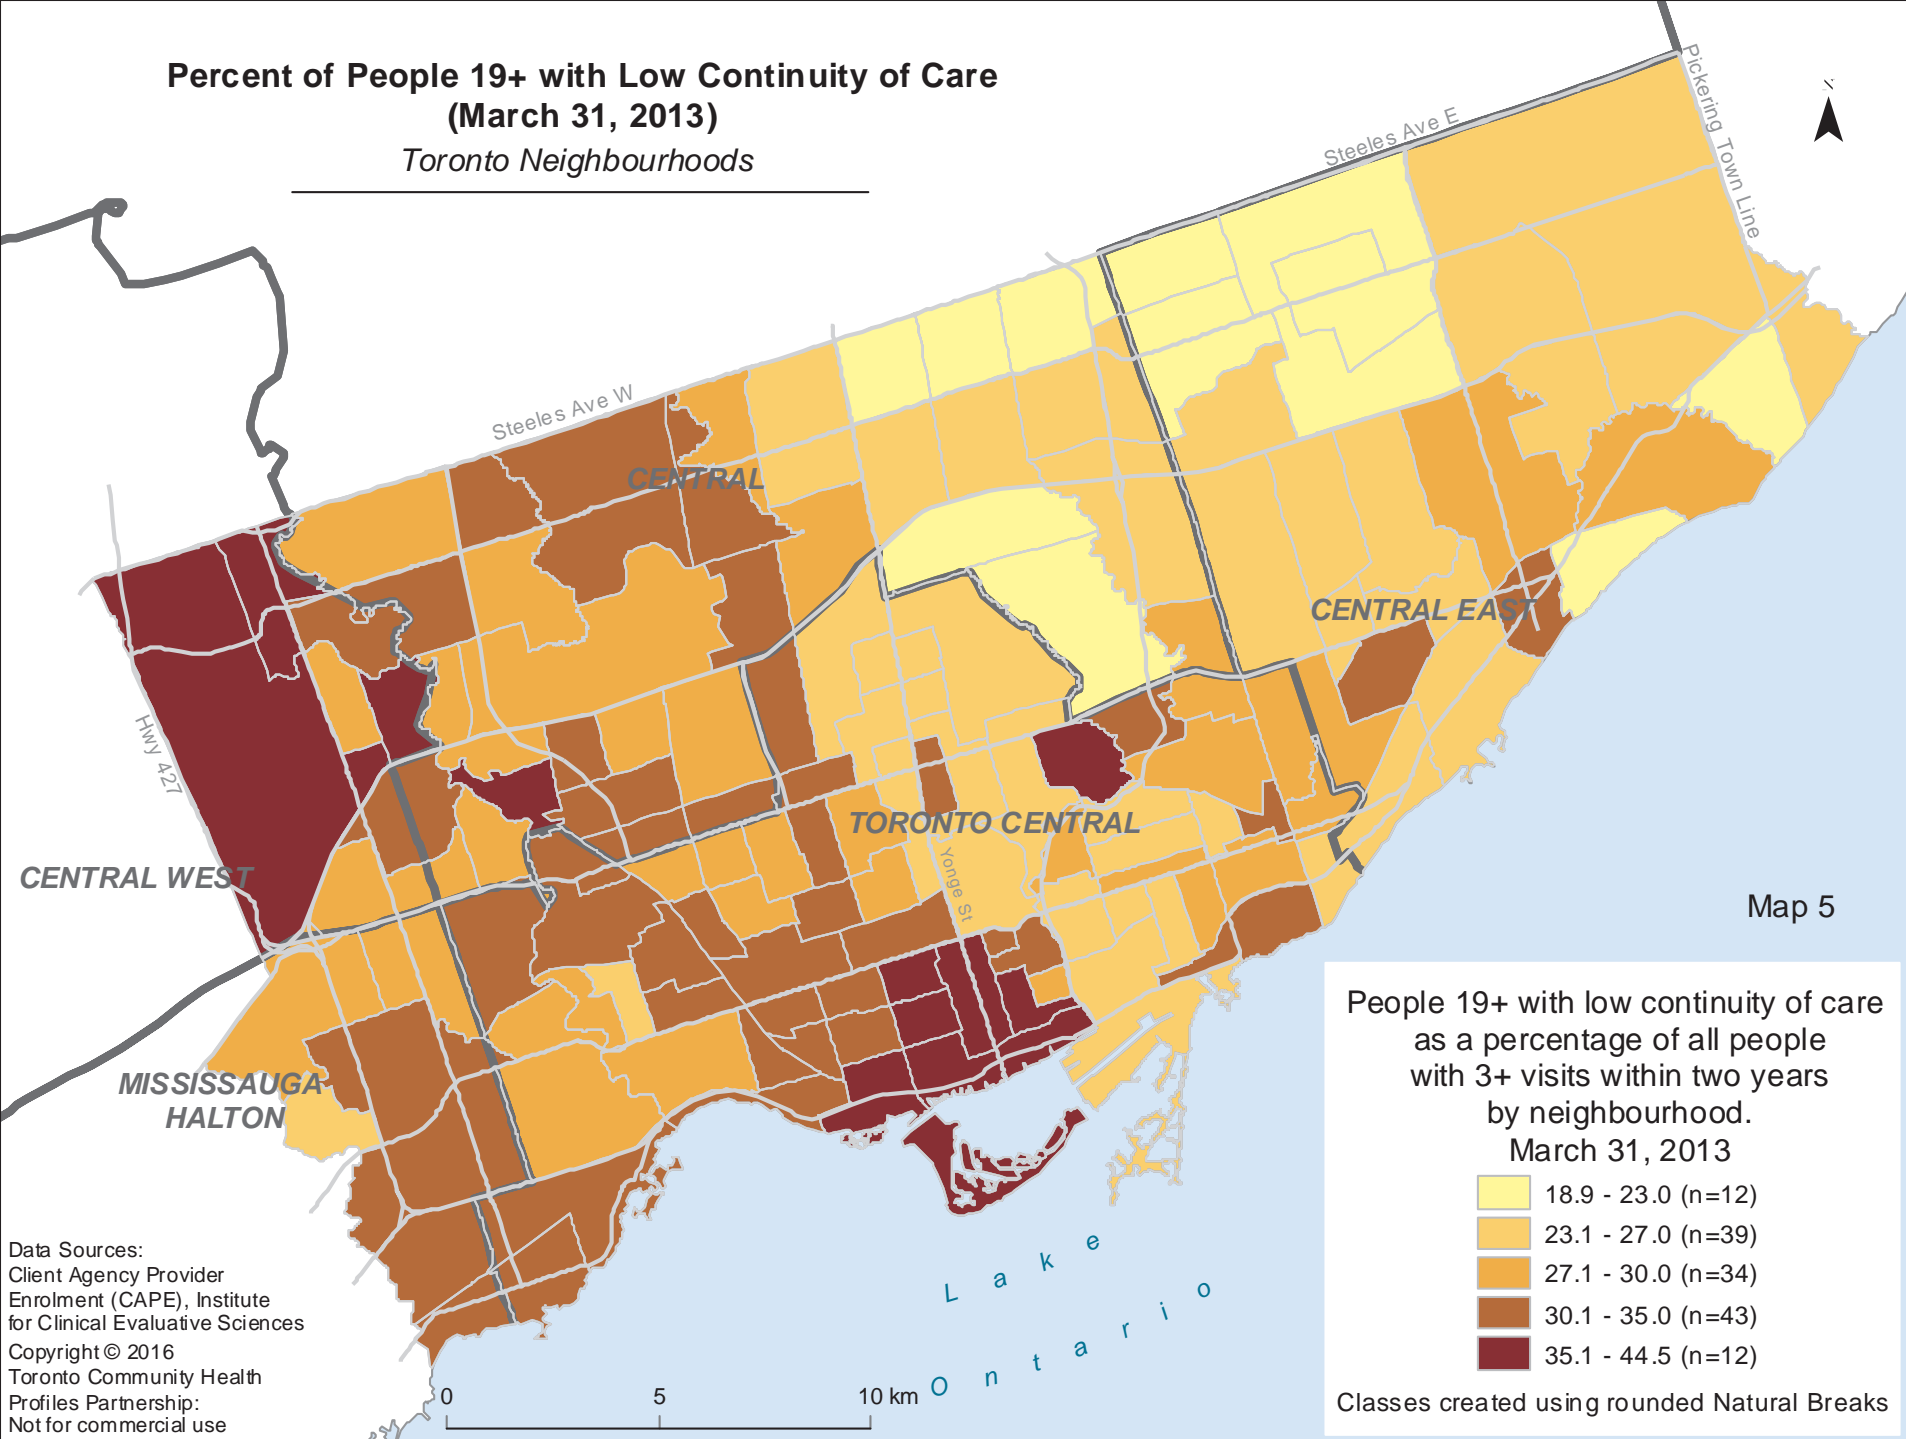 Percent of People 19+ with Low Continuity of Care
(March 31, 2013)
Toronto Neighbourhoods
N
Pickering Town Line
Steeles Ave E
Steeles Ave W
CENTRAL
CENTRAL EAST
Hwy 427
TORONTO CENTRAL
Yonge St
CENTRAL WEST
Map 5
MISSISSAUGA
HALTON
People 19+ with low continuity of care
as a percentage of all people
with 3+ visits within two years
by neighbourhood.
March 31, 2013
18.9 - 23.0 (n=12)
23.1 - 27.0 (n=39)
27.1 - 30.0 (n=34)
30.1 - 35.0 (n=43)
35.1 - 44.5 (n=12)
Classes created using rounded Natural Breaks
Lake
Ontario
Data Sources:
Client Agency Provider
Enrolment (CAPE), Institute
for Clinical Evaluative Sciences
Copyright © 2016
Toronto Community Health
Profiles Partnership:
Not for commercial use
0 5 10 km